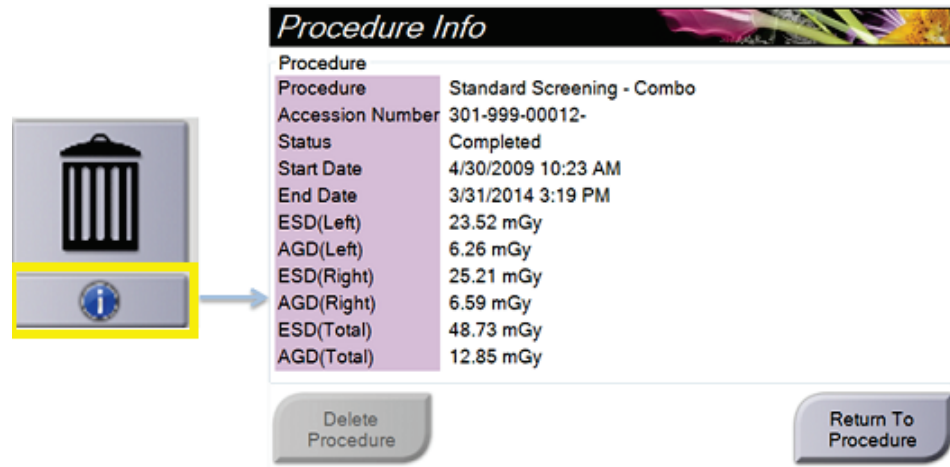 Procedure Info
Procedure
Procedure Standard Screening - Combo
Accession Number 301-999-00012-
Status Completed
Start Date 4/30/2009 10:23 AM
End Date 3/31/2014 3:19 PM
ESD(Left) 23.52 mGy
AGD(Left) 6.26 mGy
ESD(Right) 25.21 mGy
AGD(Right) 6.59 mGy
ESD(Total) 48.73 mGy
AGD(Total) 12.85 mGy
Delete
Procedure
Return To
Procedure